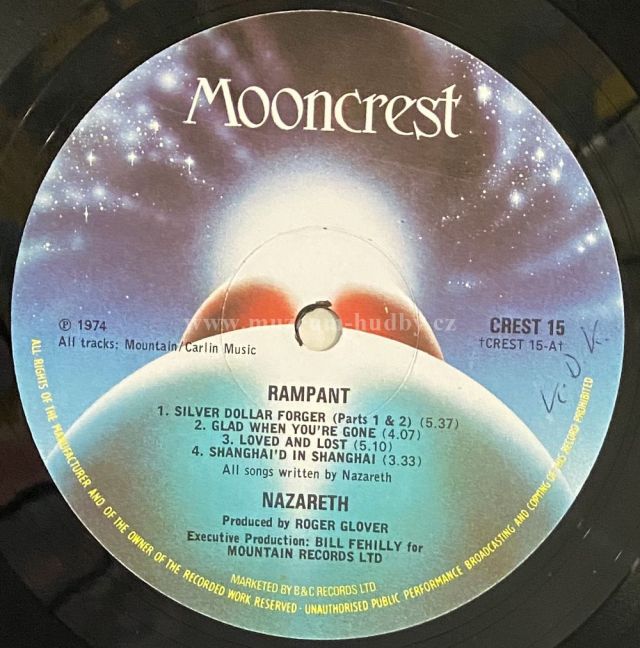 Mooncrest
℗ 1974
All tracks: Mountain/Carlin Music
CREST 15
†CREST 15-A†
www.muzeum-hudby.cz
RAMPANT
1. SILVER DOLLAR FORGER (Parts 1 & 2) (5.37)
2. GLAD WHEN YOU'RE GONE (4.07)
3. LOVED AND LOST (5.10)
4. SHANGHAI'D IN SHANGHAI (3.33)
All songs written by Nazareth
NAZARETH
Produced by ROGER GLOVER
Executive Production: BILL FEHILLY for
MOUNTAIN RECORDS LTD
MARKETED BY B&C RECORDS LTD
ALL RIGHTS OF THE MANUFACTURER AND OF THE OWNER OF THE RECORDED WORK RESERVED · UNAUTHORISED PUBLIC PERFORMANCE BROADCASTING AND COPYING OF THIS RECORD PROHIBITED